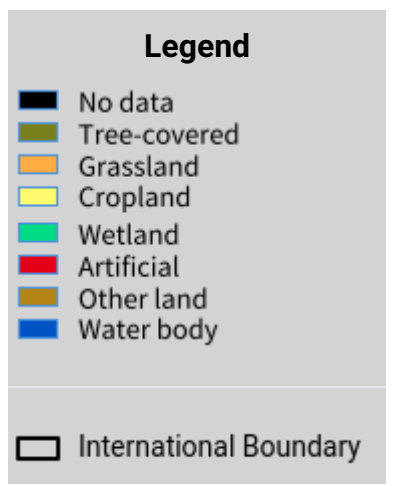 Legend
No data
Tree-covered
Grassland
Cropland
Wetland
Artificial
Other land
Water body
International Boundary